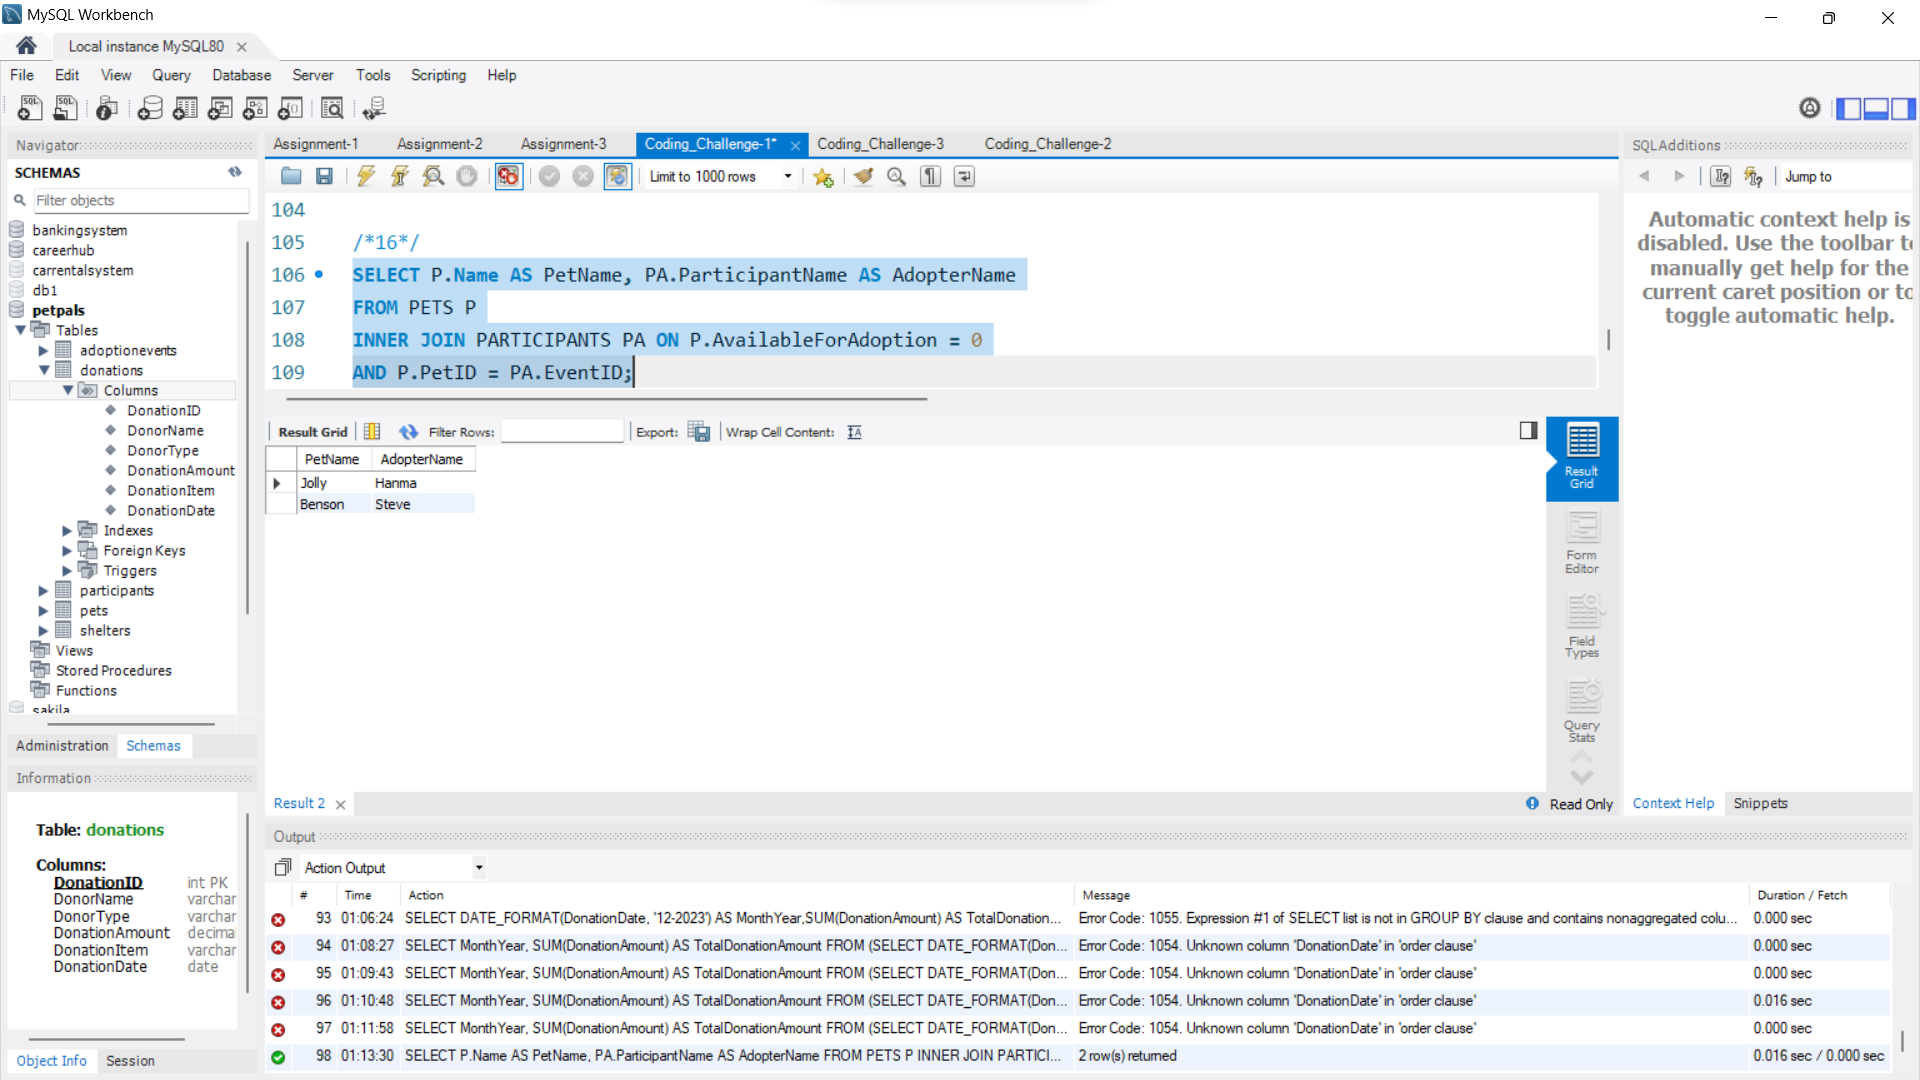 MySQL Workbench
Local instance MySQL80
File Edit View Query Database Server Tools Scripting Help
Navigator
SCHEMAS
Filter objects
bankingsystem
careerhub
carrentalsystem
db1
petpals
Tables
adoptionevents
donations
Columns
DonationID
DonorName
DonorType
DonationAmount
DonationItem
DonationDate
Indexes
Foreign Keys
Triggers
participants
pets
shelters
Views
Stored Procedures
Functions
sakila
Administration Schemas
Information
Table: donations
Columns:
DonationID int PK
DonorName varchar
DonorType varchar
DonationAmount decima
DonationItem varchar
DonationDate date
Object Info Session
Assignment-1 Assignment-2 Assignment-3 Coding_Challenge-1* Coding_Challenge-3 Coding_Challenge-2
Limit to 1000 rows
104
105 /*16*/
106 SELECT P.Name AS PetName, PA.ParticipantName AS AdopterName
107 FROM PETS P
108 INNER JOIN PARTICIPANTS PA ON P.AvailableForAdoption = 0
109 AND P.PetID = PA.EventID;
Result Grid Filter Rows: Export: Wrap Cell Content:
PetName AdopterName
Jolly Hanma
Benson Steve
Result Grid
Form Editor
Field Types
Query Stats
Result 2
Read Only
SQLAdditions
Jump to
Automatic context help is
disabled. Use the toolbar to
manually get help for the
current caret position or to
toggle automatic help.
Context Help Snippets
Output
Action Output
# Time Action Message Duration / Fetch
93 01:06:24 SELECT DATE_FORMAT(DonationDate, '12-2023') AS MonthYear,SUM(DonationAmount) AS TotalDonation... Error Code: 1055. Expression #1 of SELECT list is not in GROUP BY clause and contains nonaggregated colu... 0.000 sec
94 01:08:27 SELECT MonthYear, SUM(DonationAmount) AS TotalDonationAmount FROM (SELECT DATE_FORMAT(Don... Error Code: 1054. Unknown column 'DonationDate' in 'order clause' 0.000 sec
95 01:09:43 SELECT MonthYear, SUM(DonationAmount) AS TotalDonationAmount FROM (SELECT DATE_FORMAT(Don... Error Code: 1054. Unknown column 'DonationDate' in 'order clause' 0.000 sec
96 01:10:48 SELECT MonthYear, SUM(DonationAmount) AS TotalDonationAmount FROM (SELECT DATE_FORMAT(Don... Error Code: 1054. Unknown column 'DonationDate' in 'order clause' 0.016 sec
97 01:11:58 SELECT MonthYear, SUM(DonationAmount) AS TotalDonationAmount FROM (SELECT DATE_FORMAT(Don... Error Code: 1054. Unknown column 'DonationDate' in 'order clause' 0.000 sec
98 01:13:30 SELECT P.Name AS PetName, PA.ParticipantName AS AdopterName FROM PETS P INNER JOIN PARTICI... 2 row(s) returned 0.016 sec / 0.000 sec